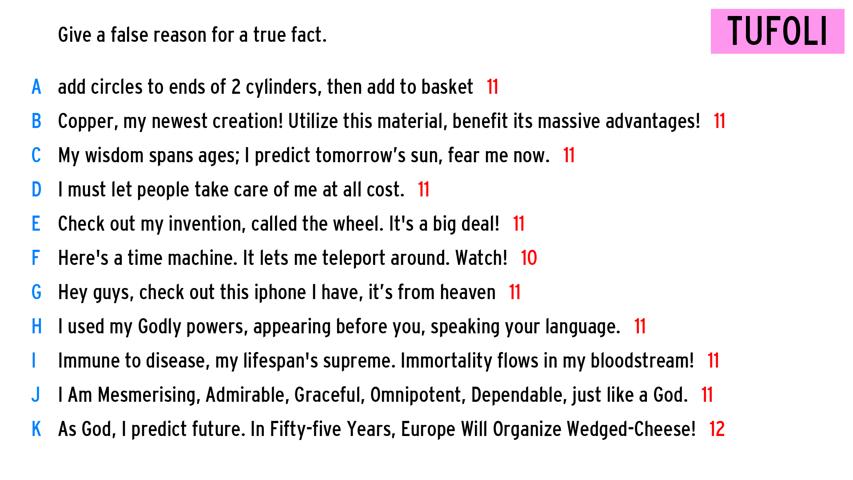 Give a false reason for a true fact.
TUFOLI
A add circles to ends of 2 cylinders, then add to basket 11
B Copper, my newest creation! Utilize this material, benefit its massive advantages! 11
C My wisdom spans ages; I predict tomorrow’s sun, fear me now. 11
D I must let people take care of me at all cost. 11
E Check out my invention, called the wheel. It's a big deal! 11
F Here's a time machine. It lets me teleport around. Watch! 10
G Hey guys, check out this iphone I have, it’s from heaven 11
H I used my Godly powers, appearing before you, speaking your language. 11
I Immune to disease, my lifespan's supreme. Immortality flows in my bloodstream! 11
J I Am Mesmerising, Admirable, Graceful, Omnipotent, Dependable, just like a God. 11
K As God, I predict future. In Fifty-five Years, Europe Will Organize Wedged-Cheese! 12